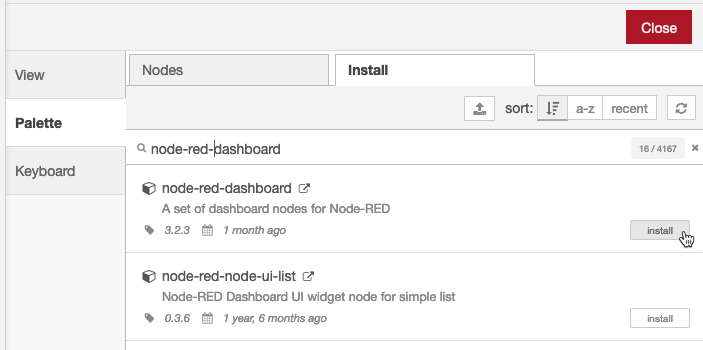 Close
View
Palette
Keyboard
Nodes
Install
sort: a-z recent
node-red-dashboard 16 / 4167 ×
node-red-dashboard
A set of dashboard nodes for Node-RED
3.2.3 1 month ago install
node-red-node-ui-list
Node-RED Dashboard UI widget node for simple list
0.3.6 1 year, 6 months ago install